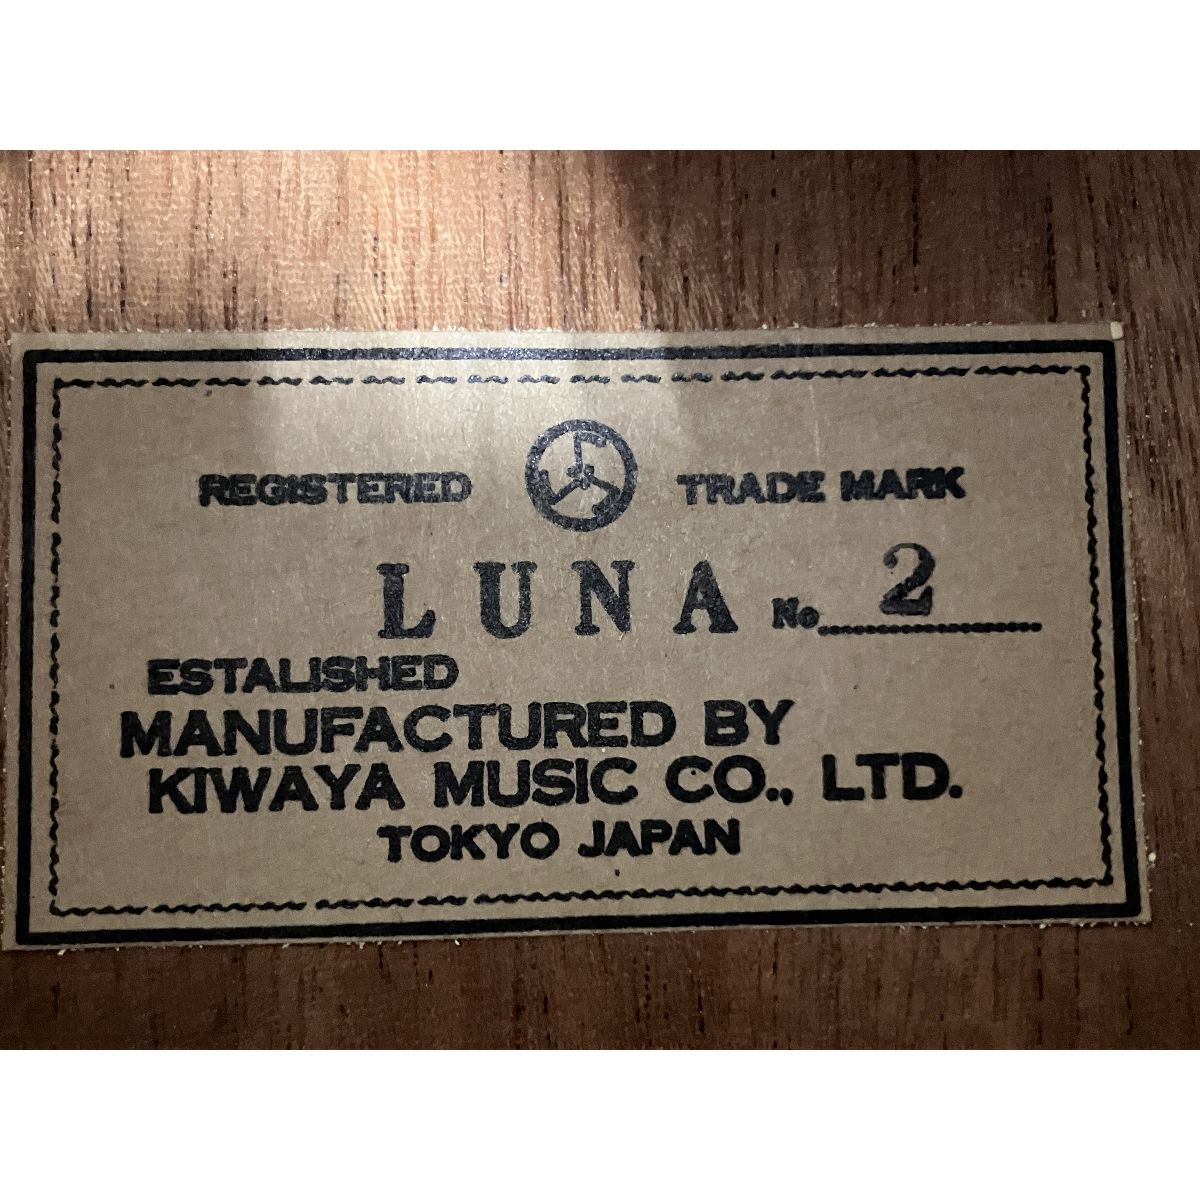 REGISTERED TRADE MARK
LUNA No 2
ESTALISHED
MANUFACTURED BY
KIWAYA MUSIC CO., LTD.
TOKYO JAPAN